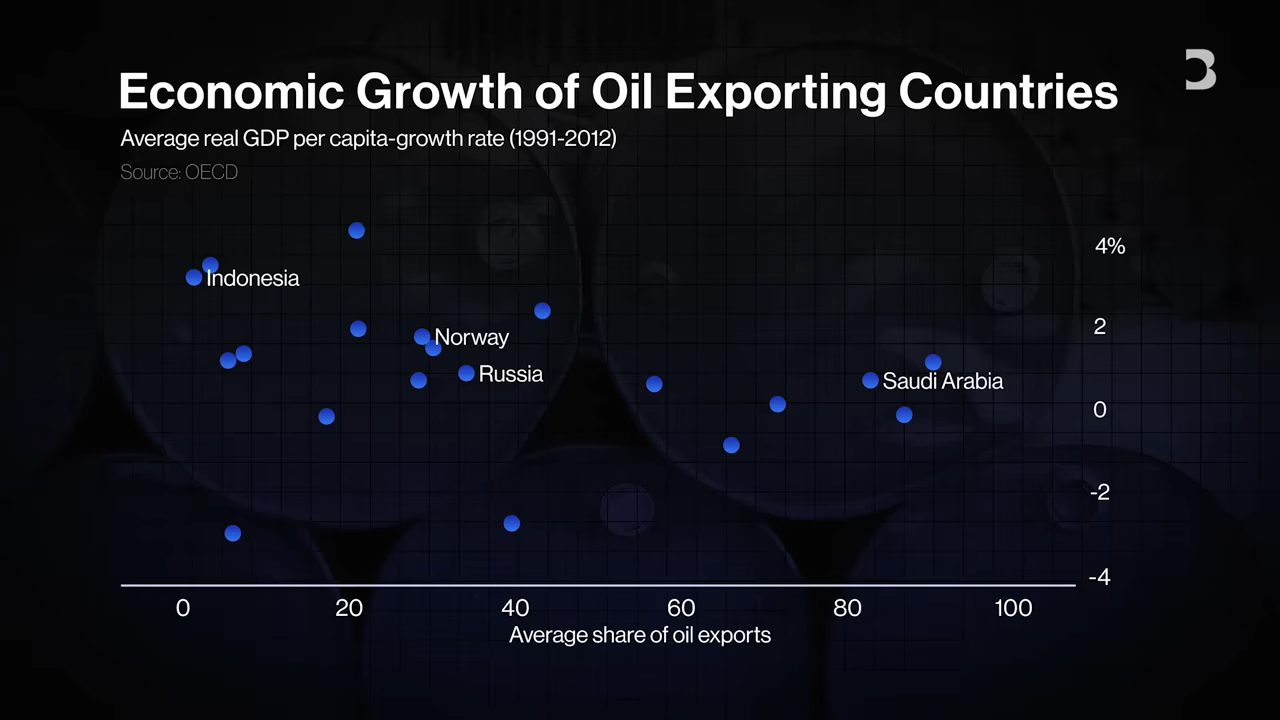 Economic Growth of Oil Exporting Countries
Average real GDP per capita-growth rate (1991-2012)
Source: OECD
4%
Indonesia
2
Norway
Russia
Saudi Arabia
0
-2
-4
0 20 40 60 80 100
Average share of oil exports